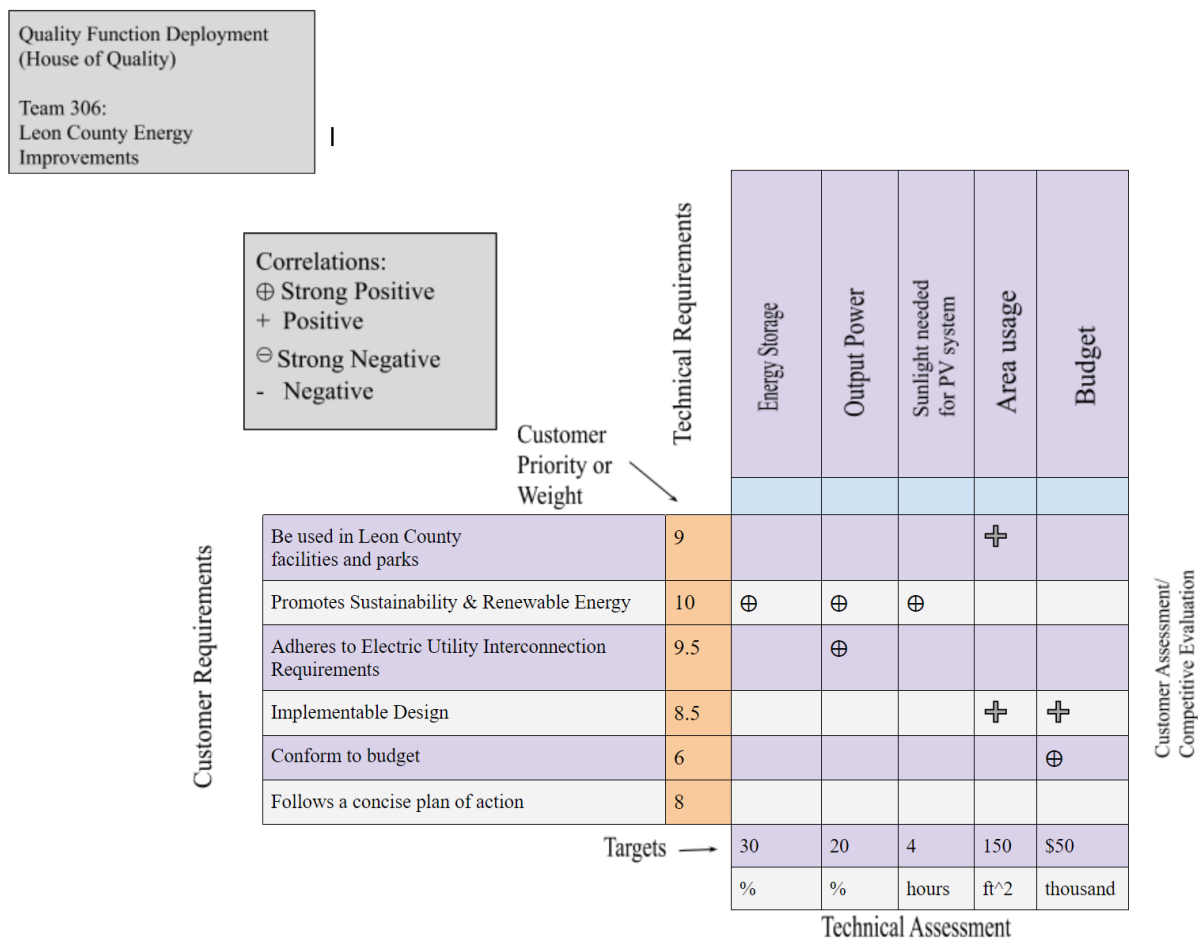 Quality Function Deployment
(House of Quality)
Team 306:
Leon County Energy
Improvements
Correlations:
⊕ Strong Positive
+ Positive
⊖ Strong Negative
- Negative
Customer
Priority or
Weight
Technical Requirements
Energy Storage
Output Power
Sunlight needed
for PV system
Area usage
Budget
Customer Requirements
Be used in Leon County
facilities and parks
9
+
Promotes Sustainability & Renewable Energy
10 ⊕ ⊕ ⊕
Adheres to Electric Utility Interconnection
Requirements
9.5 ⊕
Implementable Design 8.5 + +
Conform to budget 6 ⊕
Follows a concise plan of action 8
Customer Assessment/
Competitive Evaluation
Targets 30 20 4 150 $50
% % hours ft^2 thousand
Technical Assessment